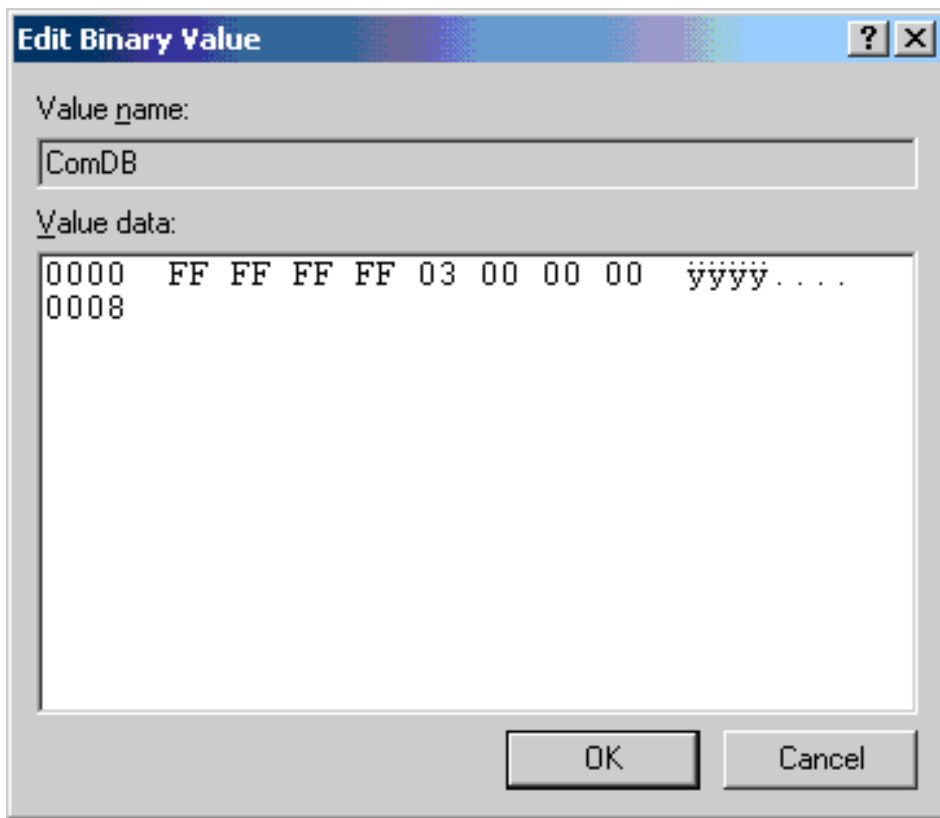 Edit Binary Value
Value name:
ComDB
Value data:
0000 FF FF FF FF 03 00 00 00 ÿÿÿÿ....
0008
OK Cancel